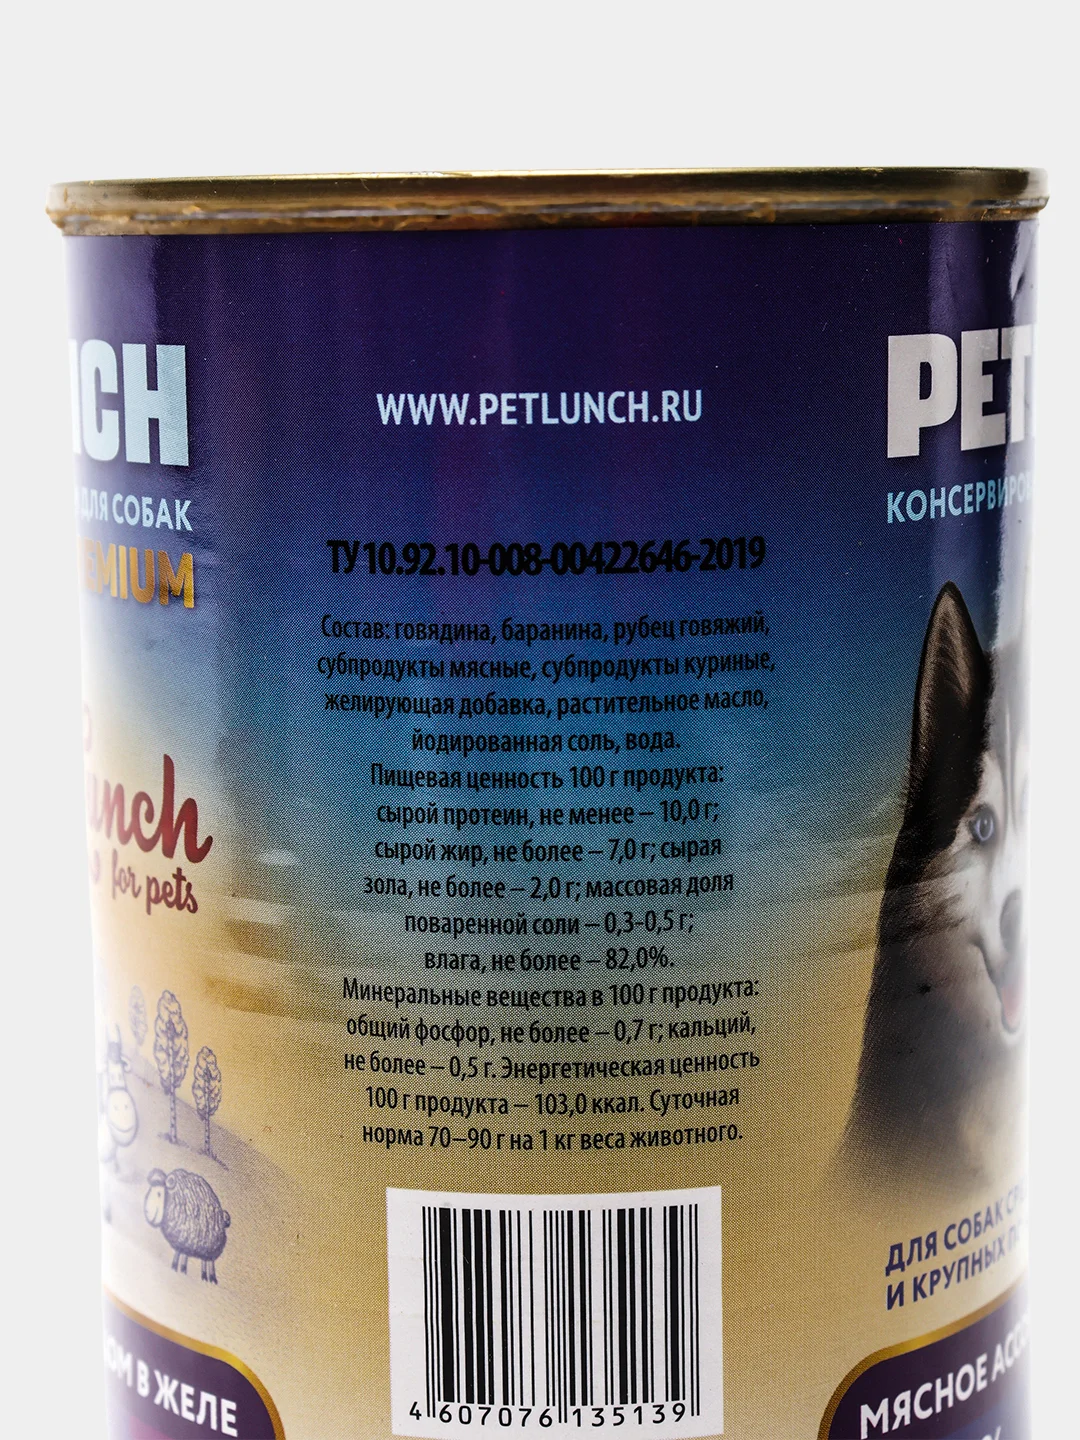 NCH
ДЛЯ СОБАК
EMIUM
unch
for pets
ОМ В ЖЕЛЕ
WWW.PETLUNCH.RU
ТУ 10.92.10-008-00422646-2019
Состав: говядина, баранина, рубец говяжий,
субпродукты мясные, субпродукты куриные,
желирующая добавка, растительное масло,
йодированная соль, вода.
Пищевая ценность 100 г продукта:
сырой протеин, не менее – 10,0 г;
сырой жир, не более – 7,0 г; сырая
зола, не более – 2,0 г; массовая доля
поваренной соли – 0,3-0,5 г;
влага, не более – 82,0%.
Минеральные вещества в 100 г продукта:
общий фосфор, не более – 0,7 г; кальций,
не более – 0,5 г. Энергетическая ценность
100 г продукта – 103,0 ккал. Суточная
норма 70–90 г на 1 кг веса животного.
4 607076 135139
PET
КОНСЕРВИРОВ
ДЛЯ СОБАК СР
И КРУПНЫХ П
МЯСНОЕ АССО